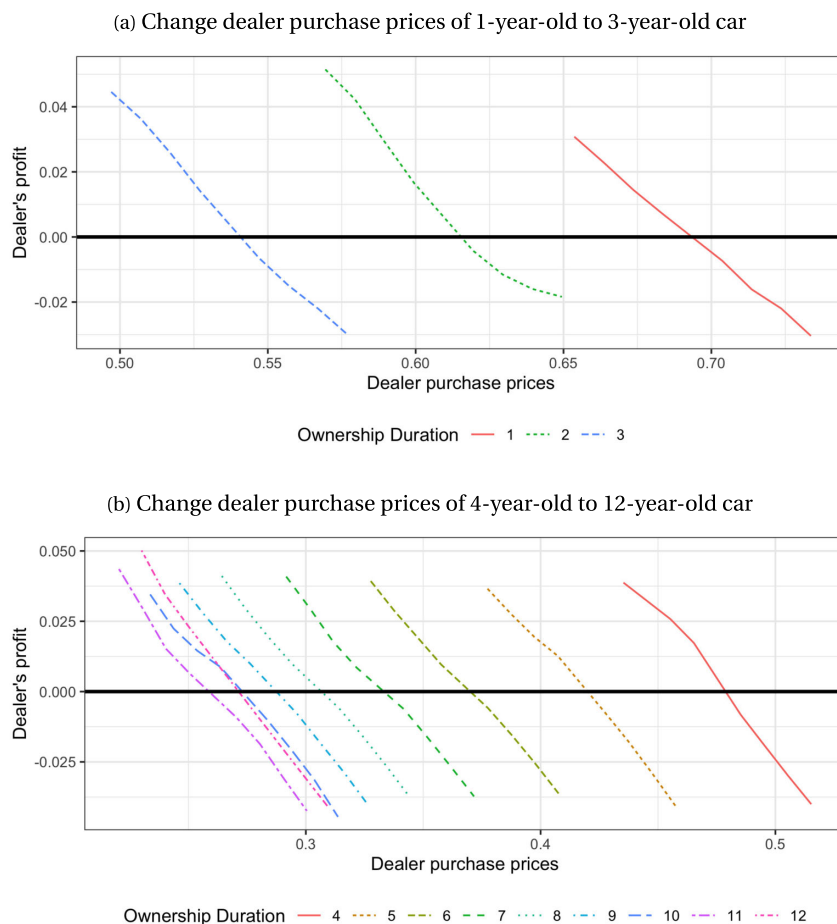 (a) Change dealer purchase prices of 1-year-old to 3-year-old car
Dealer's profit
0.04
0.02
0.00
-0.02
0.50 0.55 0.60 0.65 0.70
Dealer purchase prices
Ownership Duration 1 2 3
(b) Change dealer purchase prices of 4-year-old to 12-year-old car
Dealer's profit
0.050
0.025
0.000
-0.025
0.3 0.4 0.5
Dealer purchase prices
Ownership Duration 4 5 6 7 8 9 10 11 12